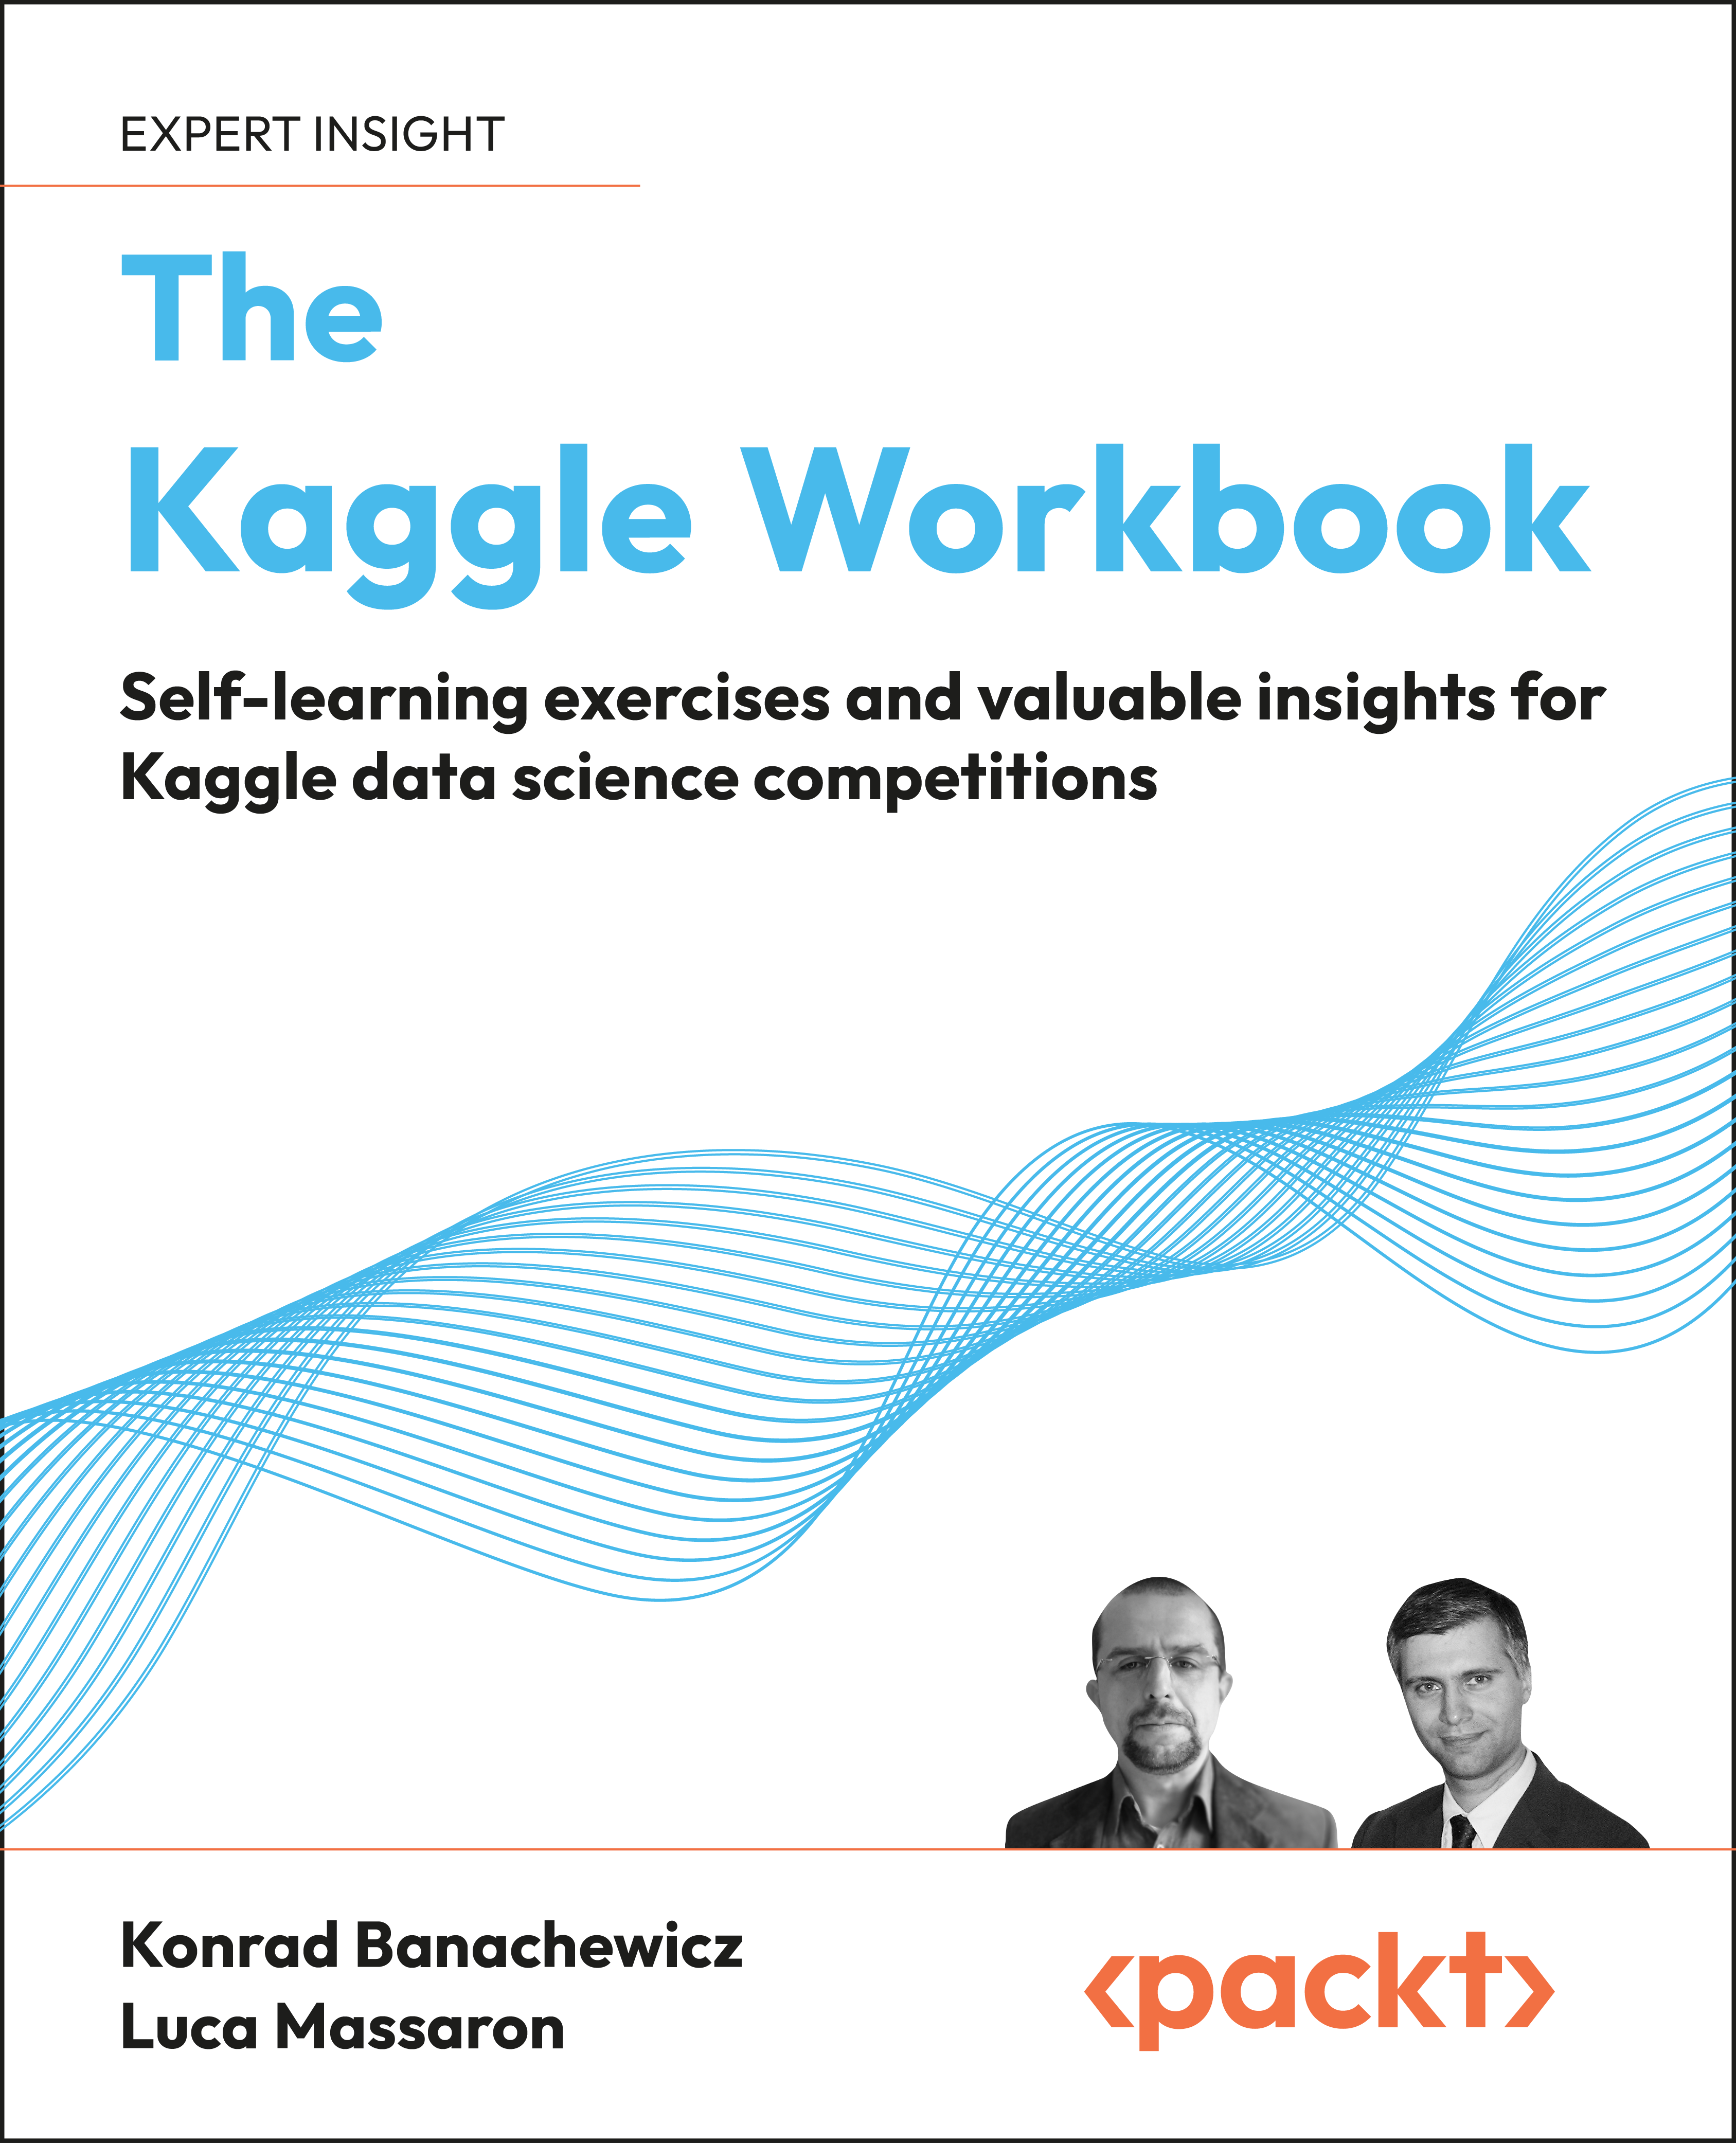 EXPERT INSIGHT
The
Kaggle Workbook
Self-learning exercises and valuable insights for
Kaggle data science competitions
Konrad Banachewicz
Luca Massaron
<packt>